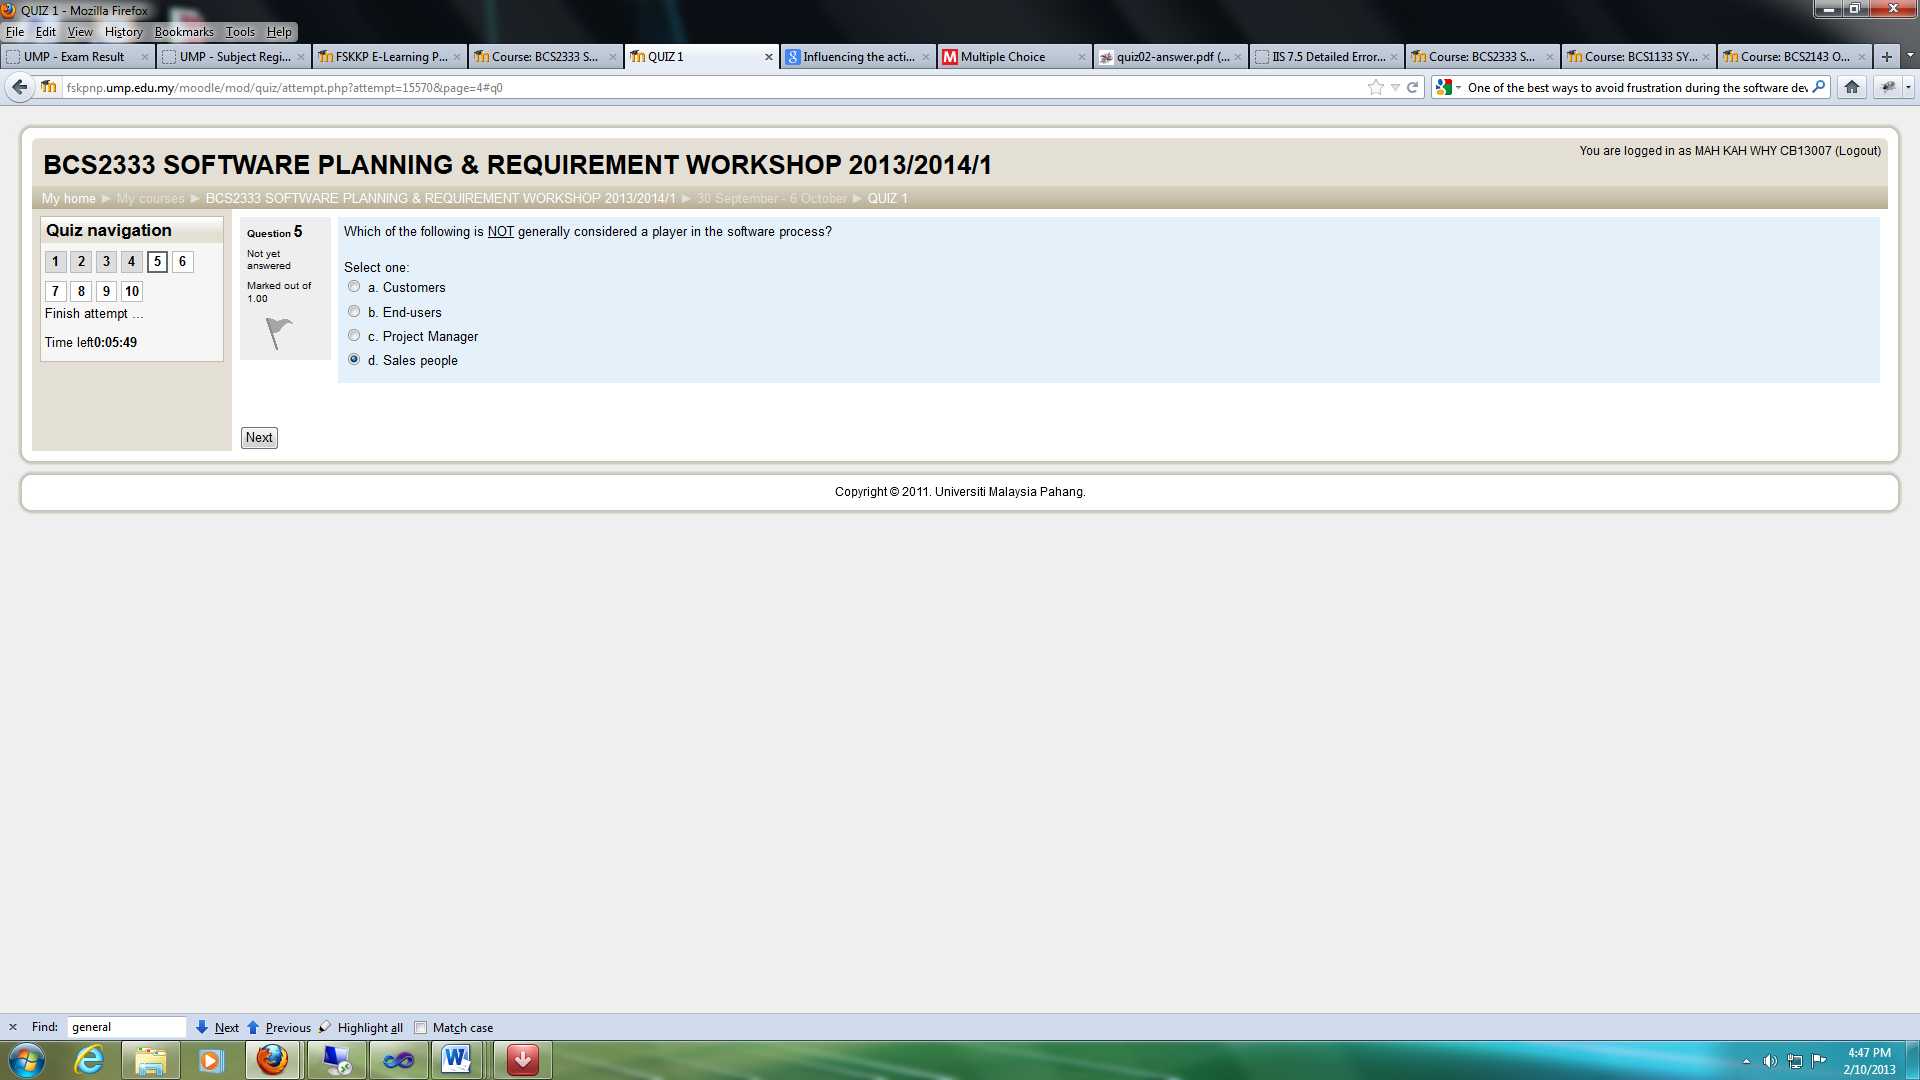 QUIZ 1 - Mozilla Firefox
File Edit View History Bookmarks Tools Help
UMP - Exam Result
UMP - Subject Regi...
FSKKP E-Learning P...
Course: BCS2333 S...
QUIZ 1
Influencing the acti...
Multiple Choice
quiz02-answer.pdf (...
IIS 7.5 Detailed Error...
Course: BCS2333 S...
Course: BCS1133 SY...
Course: BCS2143 O...
fskpnp.ump.edu.my/moodle/mod/quiz/attempt.php?attempt=15570&page=4#q0
One of the best ways to avoid frustration during the software dev
BCS2333 SOFTWARE PLANNING & REQUIREMENT WORKSHOP 2013/2014/1
You are logged in as MAH KAH WHY CB13007 (Logout)
My home ► My courses ► BCS2333 SOFTWARE PLANNING & REQUIREMENT WORKSHOP 2013/2014/1 ► 30 September - 6 October ► QUIZ 1
Quiz navigation
1 2 3 4 5 6
7 8 9 10
Finish attempt ...
Time left0:05:49
Question 5
Not yet
answered
Marked out of
1.00
Which of the following is NOT generally considered a player in the software process?
Select one:
a. Customers
b. End-users
c. Project Manager
d. Sales people
Next
Copyright © 2011. Universiti Malaysia Pahang.
Find: general Next Previous Highlight all Match case
4:47 PM
2/10/2013